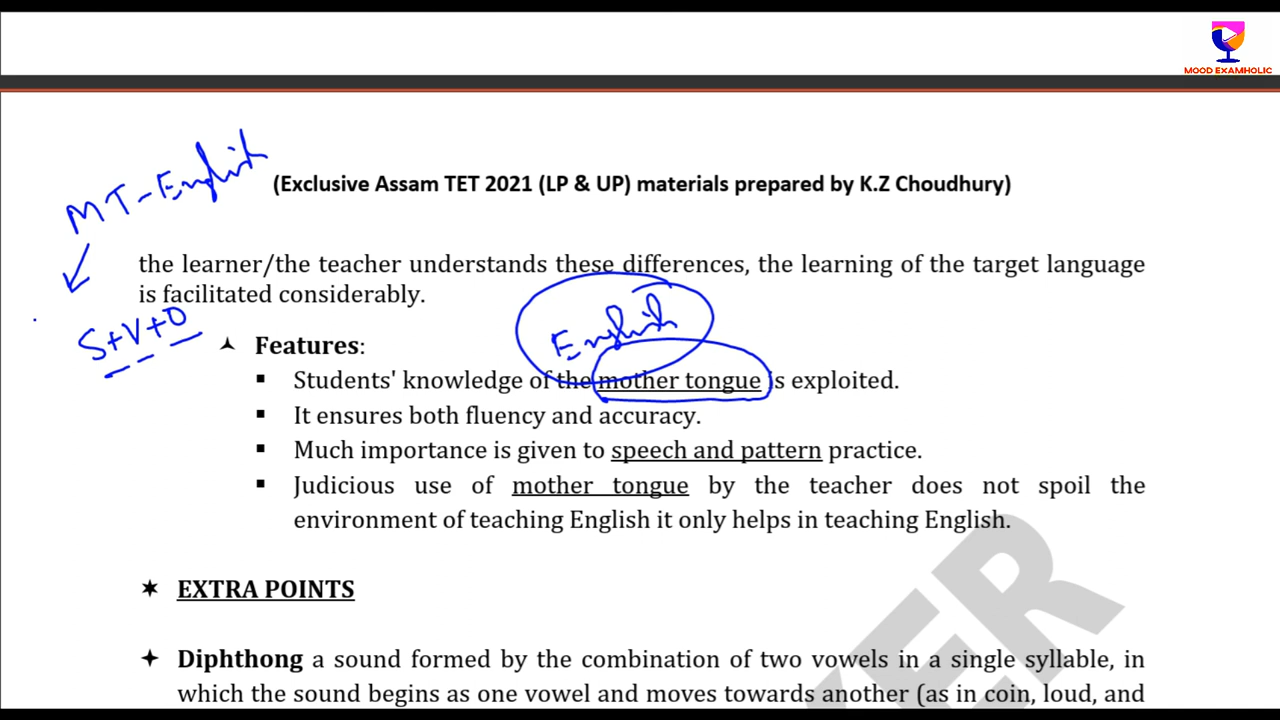 MOOD EXAMHOLIC
MT-English
(Exclusive Assam TET 2021 (LP & UP) materials prepared by K.Z Choudhury)
the learner/the teacher understands these differences, the learning of the target language
is facilitated considerably.
English
S+V+O
Features:
Students' knowledge of the mother tongue is exploited.
It ensures both fluency and accuracy.
Much importance is given to speech and pattern practice.
Judicious use of mother tongue by the teacher does not spoil the
environment of teaching English it only helps in teaching English.
EXTRA POINTS
Diphthong a sound formed by the combination of two vowels in a single syllable, in
which the sound begins as one vowel and moves towards another (as in coin, loud, and